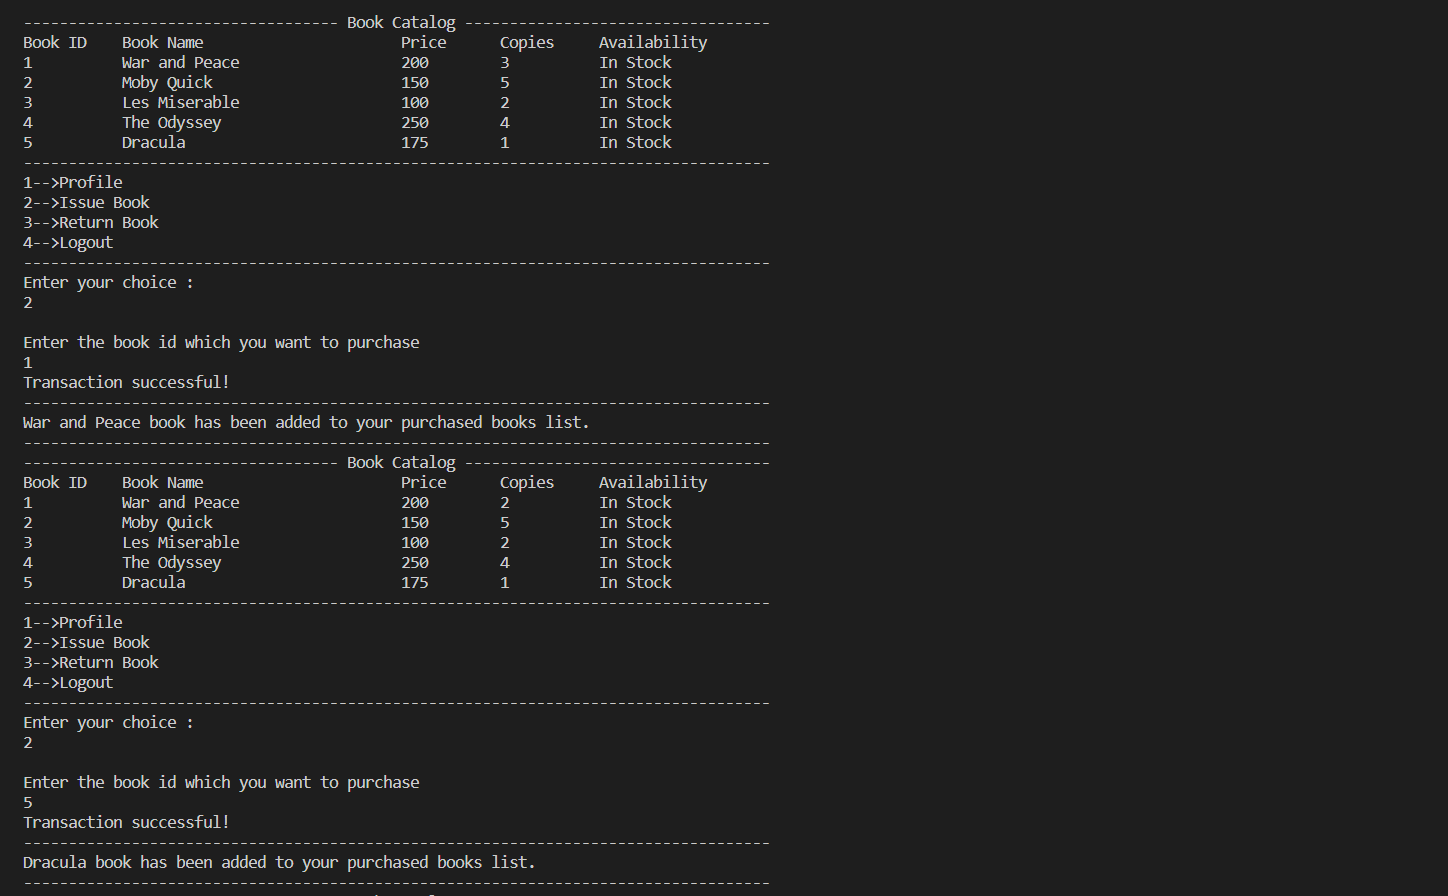 ----------------------------------- Book Catalog ----------------------------------
Book ID    Book Name                      Price      Copies     Availability
1          War and Peace                  200        3          In Stock
2          Moby Quick                     150        5          In Stock
3          Les Miserable                  100        2          In Stock
4          The Odyssey                    250        4          In Stock
5          Dracula                        175        1          In Stock
-----------------------------------------------------------------------------------
1-->Profile
2-->Issue Book
3-->Return Book
4-->Logout
-----------------------------------------------------------------------------------
Enter your choice :
2
Enter the book id which you want to purchase
1
Transaction successful!
-----------------------------------------------------------------------------------
War and Peace book has been added to your purchased books list.
-----------------------------------------------------------------------------------
----------------------------------- Book Catalog ----------------------------------
Book ID    Book Name                      Price      Copies     Availability
1          War and Peace                  200        2          In Stock
2          Moby Quick                     150        5          In Stock
3          Les Miserable                  100        2          In Stock
4          The Odyssey                    250        4          In Stock
5          Dracula                        175        1          In Stock
-----------------------------------------------------------------------------------
1-->Profile
2-->Issue Book
3-->Return Book
4-->Logout
-----------------------------------------------------------------------------------
Enter your choice :
2
Enter the book id which you want to purchase
5
Transaction successful!
-----------------------------------------------------------------------------------
Dracula book has been added to your purchased books list.
-----------------------------------------------------------------------------------